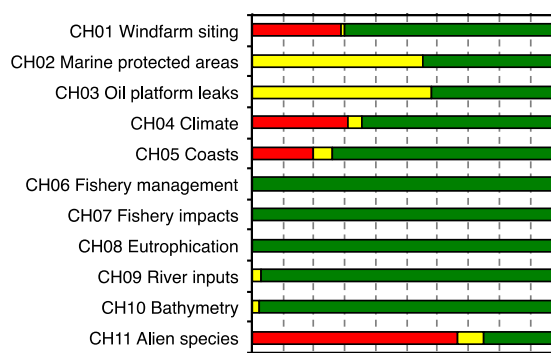 CH01 Windfarm siting
CH02 Marine protected areas
CH03 Oil platform leaks
CH04 Climate
CH05 Coasts
CH06 Fishery management
CH07 Fishery impacts
CH08 Eutrophication
CH09 River inputs
CH10 Bathymetry
CH11 Alien species